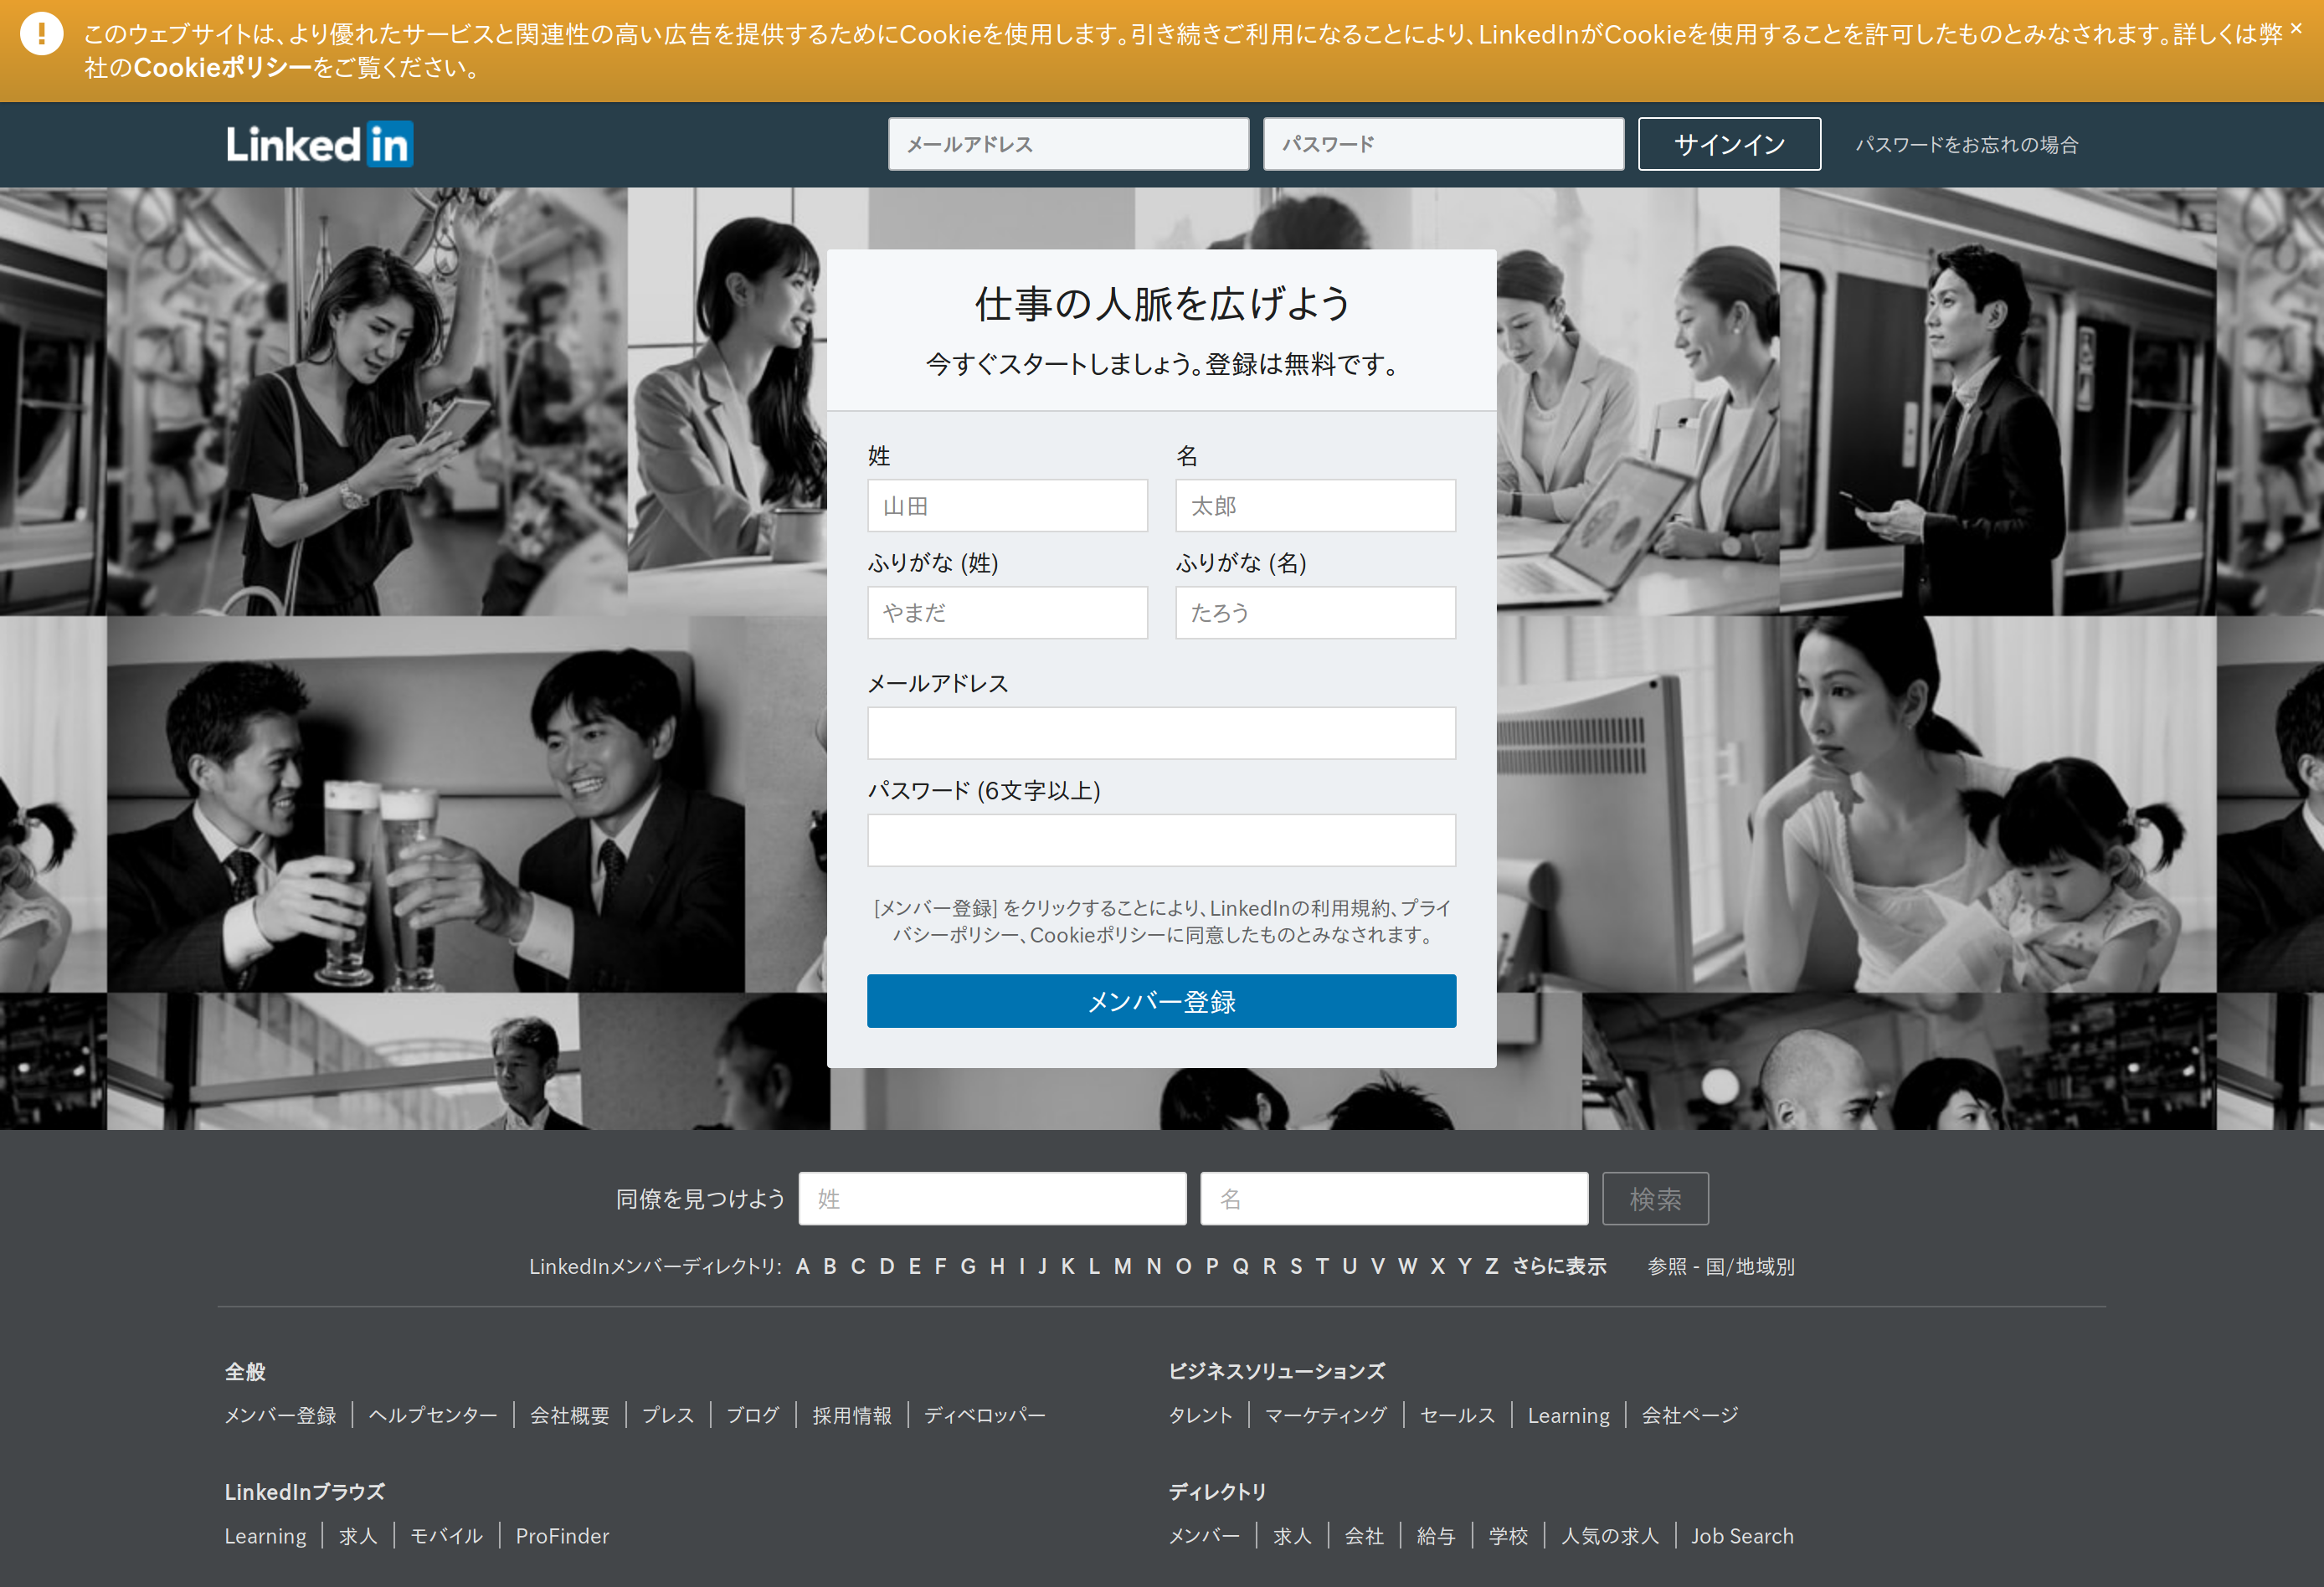 このウェブサイトは、より優れたサービスと関連性の高い広告を提供するためにCookieを使用します。引き続きご利用になることにより、LinkedInがCookieを使用することを許可したものとみなされます。詳しくは弊
社のCookieポリシーをご覧ください。
×
Linked in
メールアドレス パスワード サインイン パスワードをお忘れの場合
仕事の人脈を広げよう
今すぐスタートしましょう。登録は無料です。
姓 名
山田 太郎
ふりがな (姓) ふりがな (名)
やまだ たろう
メールアドレス
パスワード (6文字以上)
[メンバー登録] をクリックすることにより、LinkedInの利用規約、プライ
バシーポリシー、Cookieポリシーに同意したものとみなされます。
メンバー登録
同僚を見つけよう 姓 名 検索
LinkedInメンバーディレクトリ: A B C D E F G H I J K L M N O P Q R S T U V W X Y Z さらに表示 参照 - 国/地域別
全般
メンバー登録 ヘルプセンター 会社概要 プレス ブログ 採用情報 ディベロッパー
ビジネスソリューションズ
タレント マーケティング セールス Learning 会社ページ
LinkedInブラウズ
Learning 求人 モバイル ProFinder
ディレクトリ
メンバー 求人 会社 給与 学校 人気の求人 Job Search